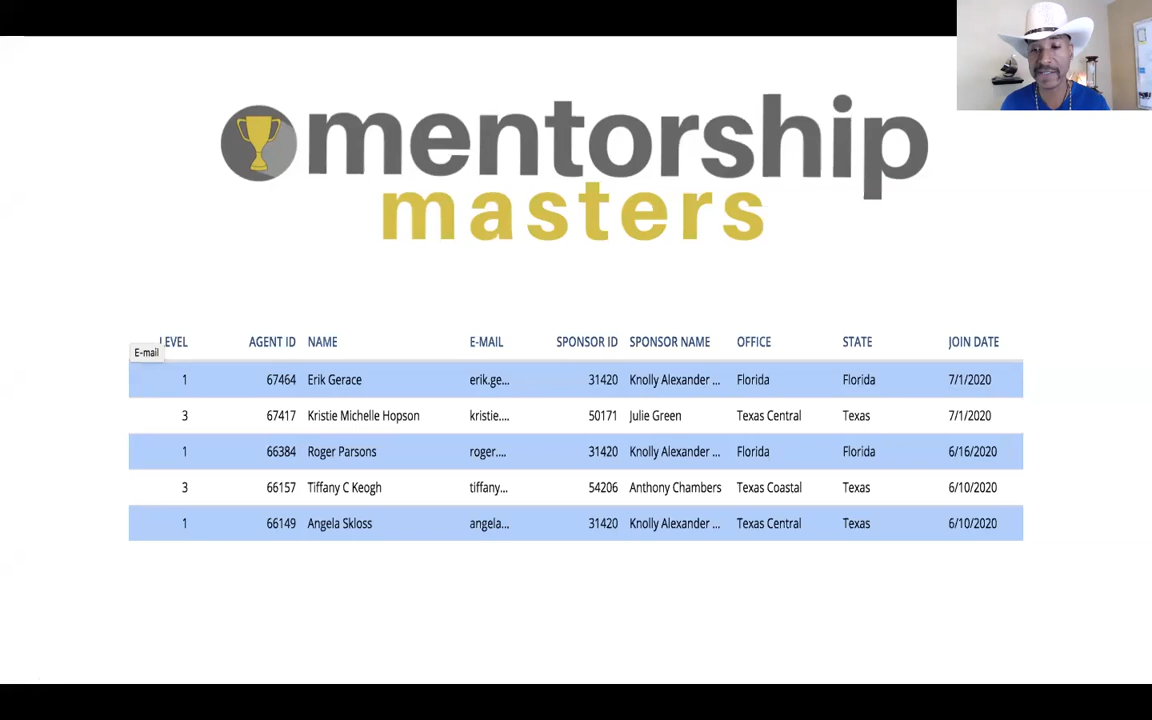 mentorship
masters
LEVEL AGENT ID NAME E-MAIL SPONSOR ID SPONSOR NAME OFFICE STATE JOIN DATE
E-mail
1 67464 Erik Gerace erik.ge... 31420 Knolly Alexander ... Florida Florida 7/1/2020
3 67417 Kristie Michelle Hopson kristie.... 50171 Julie Green Texas Central Texas 7/1/2020
1 66384 Roger Parsons roger.... 31420 Knolly Alexander ... Florida Florida 6/16/2020
3 66157 Tiffany C Keogh tiffany... 54206 Anthony Chambers Texas Coastal Texas 6/10/2020
1 66149 Angela Skloss angela... 31420 Knolly Alexander ... Texas Central Texas 6/10/2020